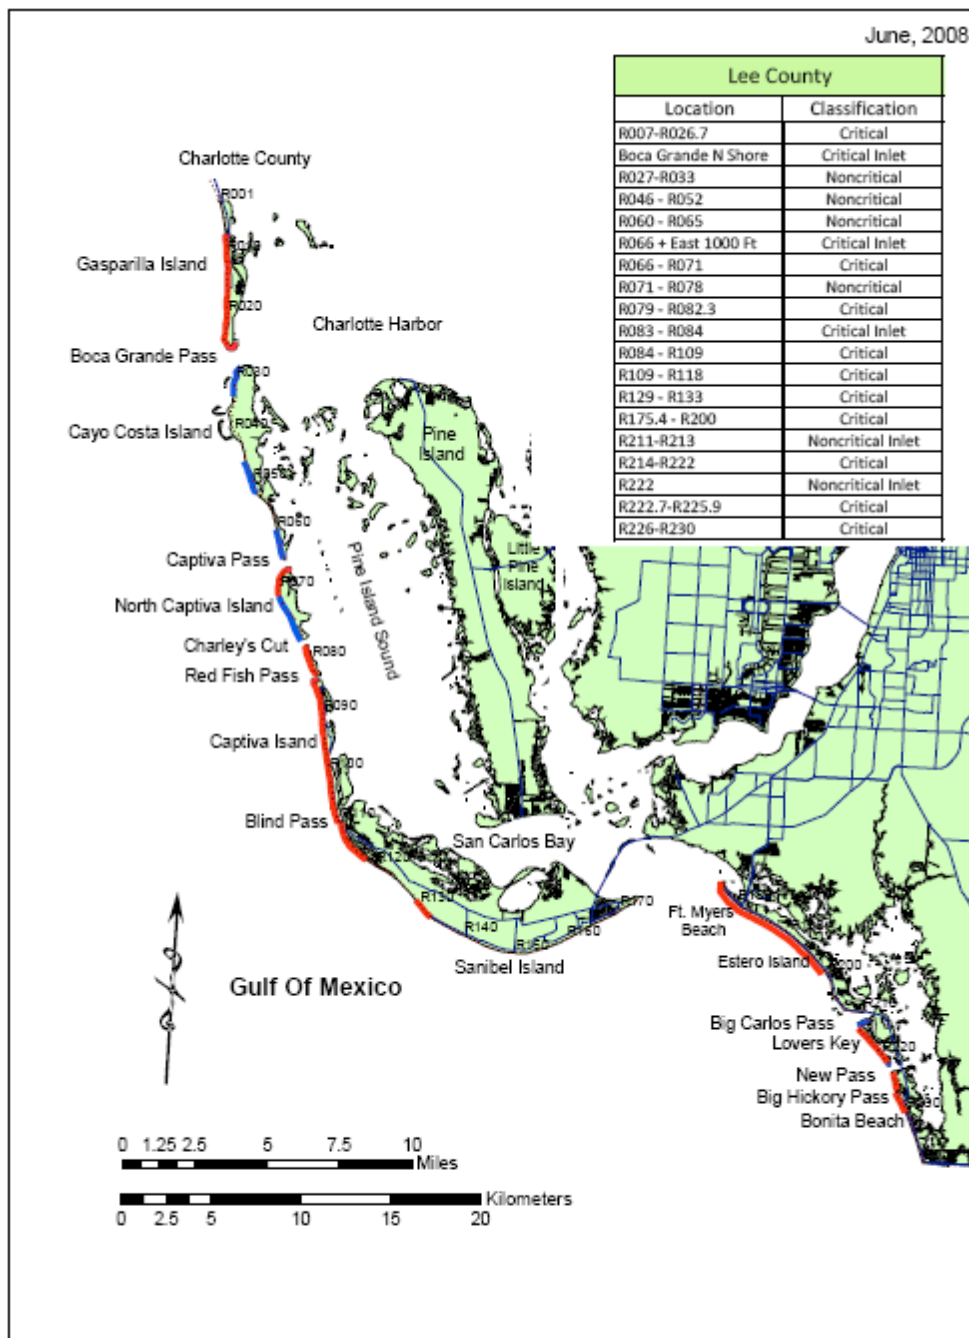 June, 2008
Lee County
Location Classification
R007-R026.7 Critical
Boca Grande N Shore Critical Inlet
R027-R033 Noncritical
R046 - R052 Noncritical
R060 - R065 Noncritical
R066 + East 1000 Ft Critical Inlet
R066 - R071 Critical
R071 - R078 Noncritical
R079 - R082.3 Critical
R083 - R084 Critical Inlet
R084 - R109 Critical
R109 - R118 Critical
R129 - R133 Critical
R175.4 - R200 Critical
R211-R213 Noncritical Inlet
R214-R222 Critical
R222 Noncritical Inlet
R222.7-R225.9 Critical
R226-R230 Critical
Charlotte County
R001
Gasparilla Island
R020
Charlotte Harbor
Boca Grande Pass
R030
Cayo Costa Island
R040
Pine
Island
R050
R060
Captiva Pass
Pine Island Sound
Little
Pine
Island
R070
North Captiva Island
Charley's Cut
R080
Red Fish Pass
R090
Captiva Isand
R100
Blind Pass
San Carlos Bay
R130
R170
R140
R160
R150
Ft. Myers
Beach
Sanibel Island
Estero Island
Gulf Of Mexico
Big Carlos Pass
Lovers Key
New Pass
Big Hickory Pass
Bonita Beach
0 1.25 2.5 5 7.5 10
Miles
Kilometers
0 2.5 5 10 15 20